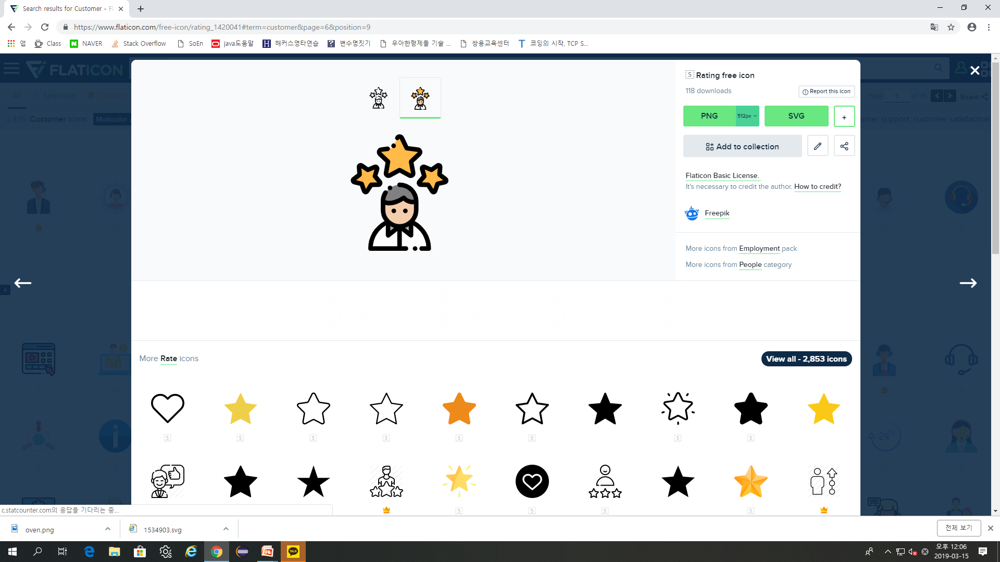 Search results for Customer - Fl
https://www.flaticon.com/free-icon/rating_1420041#term=customer&page=6&position=9
앱 Class NAVER Stack Overflow SoEn java도움말 해커스영타연습 변수명짓기 우아한형제들 기술 ... 쌍용교육센터 코딩의 시작, TCP S...
FLATICON
All Selection Premium
Page 6 of 36 Share
3,435 Customer icons Multicolor
omer support, customer satisfaction
S Rating free icon
118 downloads
Report this icon
PNG 512px SVG +
Add to collection
Flaticon Basic License.
It's necessary to credit the author. How to credit?
Freepik
More icons from Employment pack
More icons from People category
More Rate icons
View all - 2,853 icons
S S S S S S S S
24hr
S S S S
c.statcounter.com의 응답을 기다리는 중...
oven.png
1534903.svg
전체 보기
TALK
오후 12:06
2019-03-15